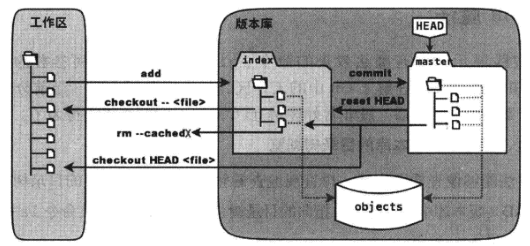 工作区
版本库
HEAD
index
master
add
commit
checkout -- <file>
reset HEAD
rm --cached
checkout HEAD <file>
objects